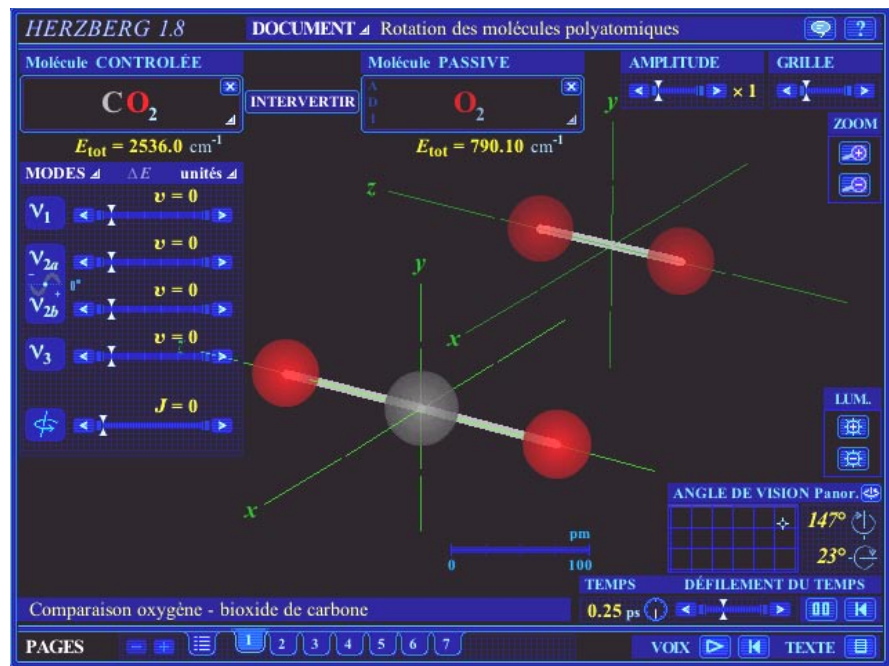 HERZBERG 1.8 DOCUMENT Rotation des molécules polyatomiques ?
Molécule CONTROLÉE Molécule PASSIVE AMPLITUDE GRILLE
CO2 INTERVERTIR A D I O2 × 1
Etot = 2536.0 cm-1 Etot = 790.10 cm-1 ZOOM
MODES ΔE unités
ν1 υ = 0
ν2a υ = 0
0°
ν2b υ = 0
ν3 υ = 0
J = 0
y
z
x
y
x
LUM.
ANGLE DE VISION Panor.
147°
23°
pm
0 100
TEMPS DÉFILEMENT DU TEMPS
Comparaison oxygène - bioxide de carbone 0.25 ps
PAGES 1 2 3 4 5 6 7 VOIX TEXTE